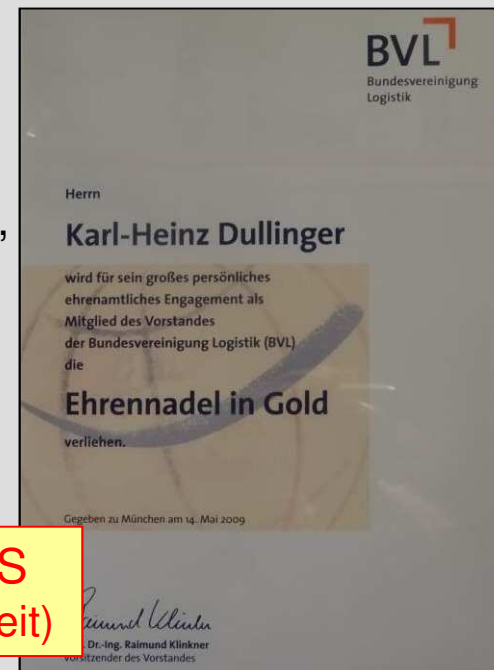 BVL
Bundesvereinigung
Logistik
Herrn
Karl-Heinz Dullinger
,
wird für sein großes persönliches
ehrenamtliches Engagement als
Mitglied des Vorstandes
der Bundesvereinigung Logistik (BVL)
die
Ehrennadel in Gold
verliehen.
Gegeben zu München am 14. Mai 2009
S
eit)
Dr.-Ing. Raimund Klinkner
Vorsitzender des Vorstandes